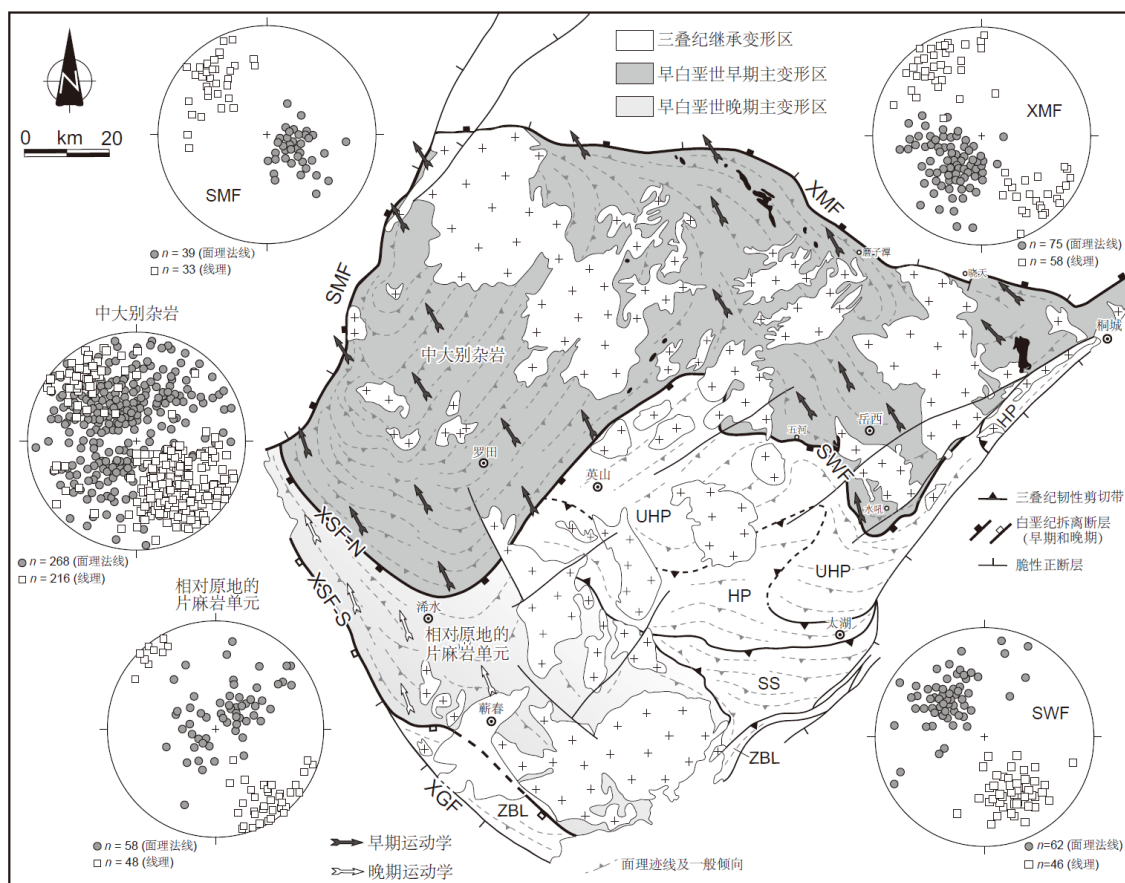 N
0 km 20
SMF
n = 39 (面理法线)
n = 33 (线理)
三叠纪继承变形区
早白垩世早期主变形区
早白垩世晚期主变形区
XMF
n = 75 (面理法线)
n = 58 (线理)
XMF
磨子潭
晓天
桐城
SMF
中大别杂岩
n = 268 (面理法线)
n = 216 (线理)
中大别杂岩
罗田
岳西
五河
SWF
水吼
HP
英山
UHP
UHP
HP
XSF-N
XSF-S
浠水
相对原地的
片麻岩单元
太湖
SS
蕲春
ZBL
ZBL
XGF
三叠纪韧性剪切带
白垩纪拆离断层
(早期和晚期)
脆性正断层
相对原地的
片麻岩单元
n = 58 (面理法线)
n = 48 (线理)
SWF
n=62 (面理法线)
n=46 (线理)
早期运动学
晚期运动学
面理迹线及一般倾向